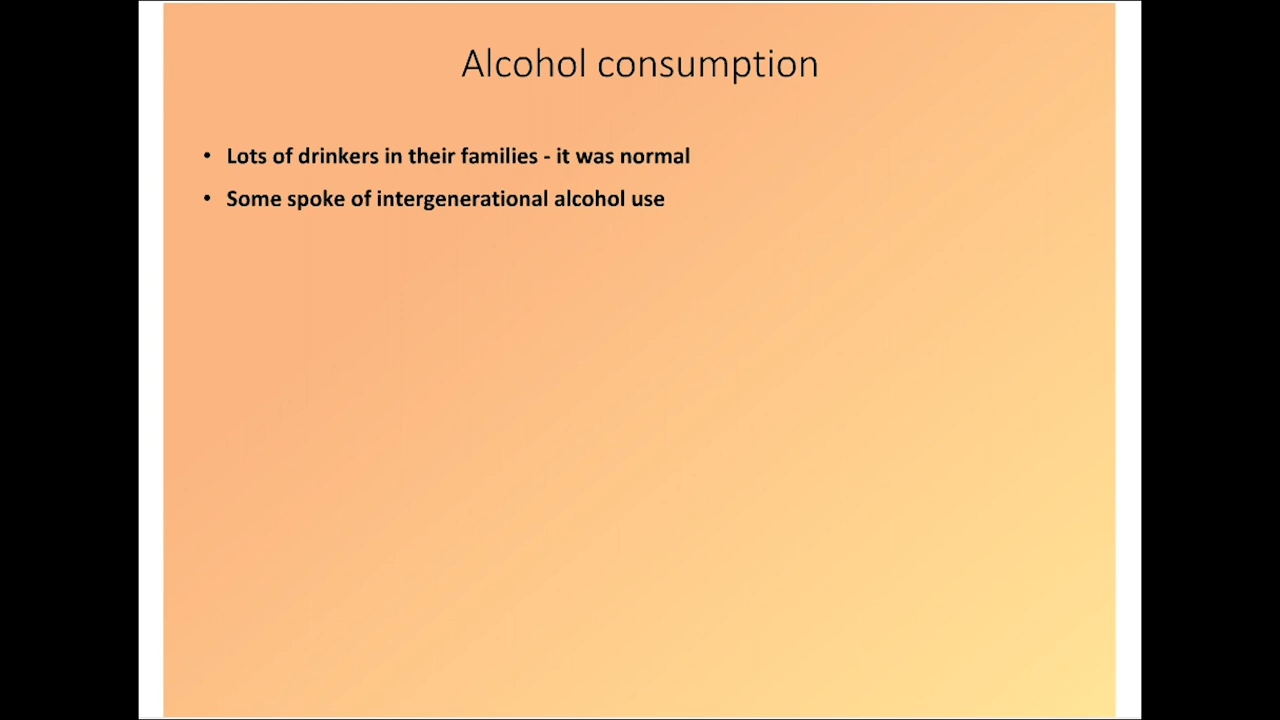 Alcohol consumption
• Lots of drinkers in their families - it was normal
• Some spoke of intergenerational alcohol use